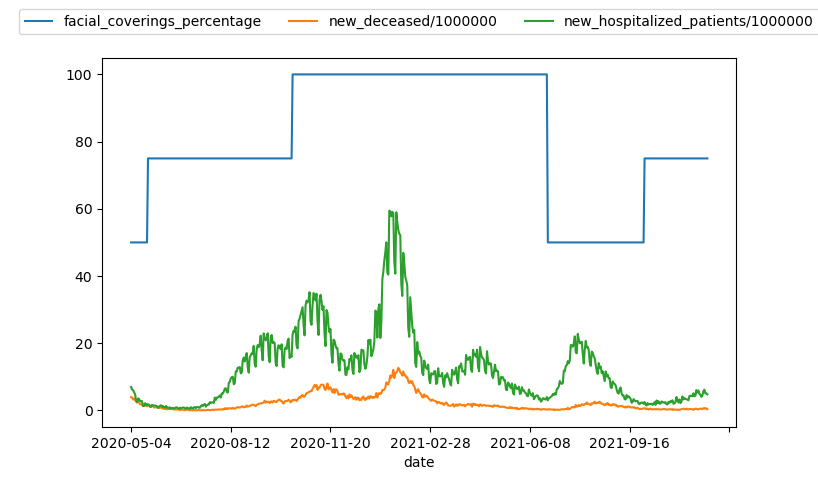 facial_coverings_percentage new_deceased/1000000 new_hospitalized_patients/1000000
100
80
60
40
20
0
2020-05-04 2020-08-12 2020-11-20 2021-02-28 2021-06-08 2021-09-16
date